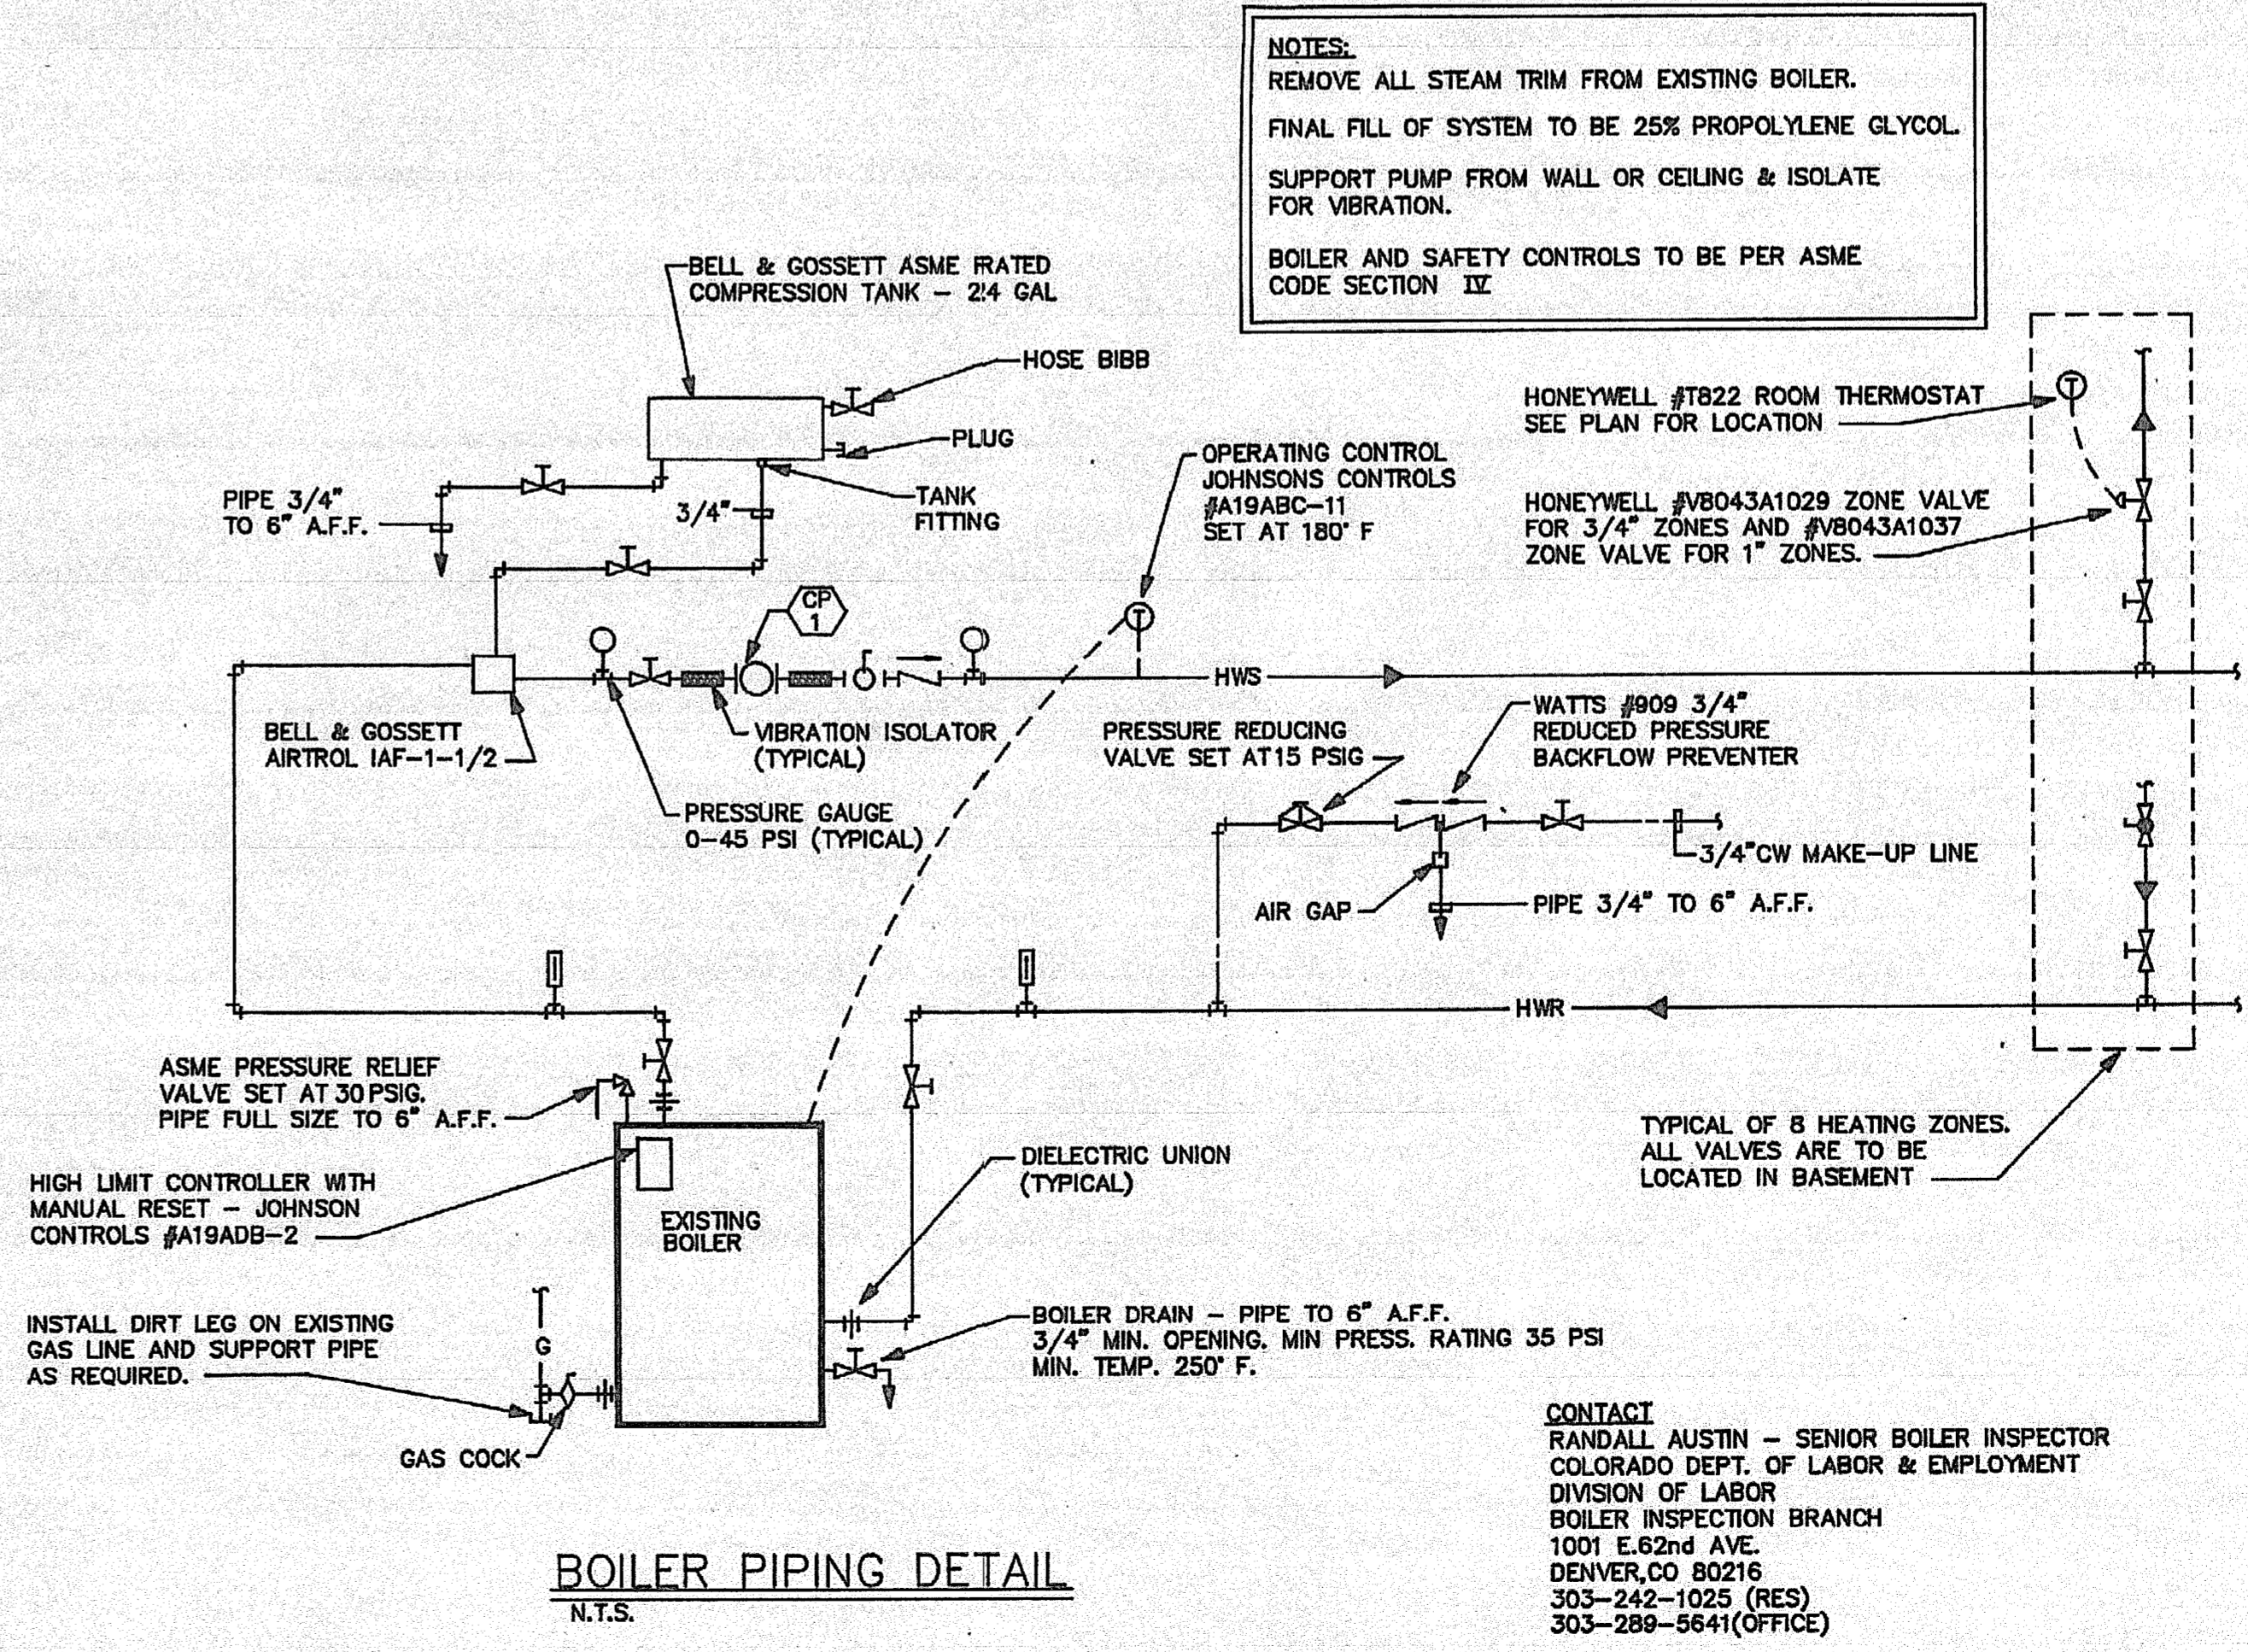 NOTES:
REMOVE ALL STEAM TRIM FROM EXISTING BOILER.
FINAL FILL OF SYSTEM TO BE 25% PROPOLYLENE GLYCOL.
SUPPORT PUMP FROM WALL OR CEILING & ISOLATE
FOR VIBRATION.
BOILER AND SAFETY CONTROLS TO BE PER ASME
CODE SECTION IV
BELL & GOSSETT ASME RATED
COMPRESSION TANK – 24 GAL
HOSE BIBB
PLUG
TANK
FITTING
3/4"
PIPE 3/4"
TO 6" A.F.F.
OPERATING CONTROL
JOHNSONS CONTROLS
#A19ABC-11
SET AT 180° F
T
HONEYWELL #T822 ROOM THERMOSTAT
SEE PLAN FOR LOCATION
T
HONEYWELL #V8043A1029 ZONE VALVE
FOR 3/4" ZONES AND #V8043A1037
ZONE VALVE FOR 1" ZONES.
CP
1
HWS
BELL & GOSSETT
AIRTROL IAF-1-1/2
VIBRATION ISOLATOR
(TYPICAL)
PRESSURE GAUGE
0-45 PSI (TYPICAL)
PRESSURE REDUCING
VALVE SET AT 15 PSIG
WATTS #909 3/4"
REDUCED PRESSURE
BACKFLOW PREVENTER
3/4"CW MAKE-UP LINE
AIR GAP
PIPE 3/4" TO 6" A.F.F.
HWR
ASME PRESSURE RELIEF
VALVE SET AT 30 PSIG.
PIPE FULL SIZE TO 6" A.F.F.
HIGH LIMIT CONTROLLER WITH
MANUAL RESET – JOHNSON
CONTROLS #A19ADB-2
EXISTING
BOILER
DIELECTRIC UNION
(TYPICAL)
TYPICAL OF 8 HEATING ZONES.
ALL VALVES ARE TO BE
LOCATED IN BASEMENT
INSTALL DIRT LEG ON EXISTING
GAS LINE AND SUPPORT PIPE
AS REQUIRED.
G
GAS COCK
BOILER DRAIN – PIPE TO 6" A.F.F.
3/4" MIN. OPENING. MIN PRESS. RATING 35 PSI
MIN. TEMP. 250° F.
CONTACT
RANDALL AUSTIN – SENIOR BOILER INSPECTOR
COLORADO DEPT. OF LABOR & EMPLOYMENT
DIVISION OF LABOR
BOILER INSPECTION BRANCH
1001 E.62nd AVE.
DENVER,CO 80216
303-242-1025 (RES)
303-289-5641(OFFICE)
BOILER PIPING DETAIL
N.T.S.